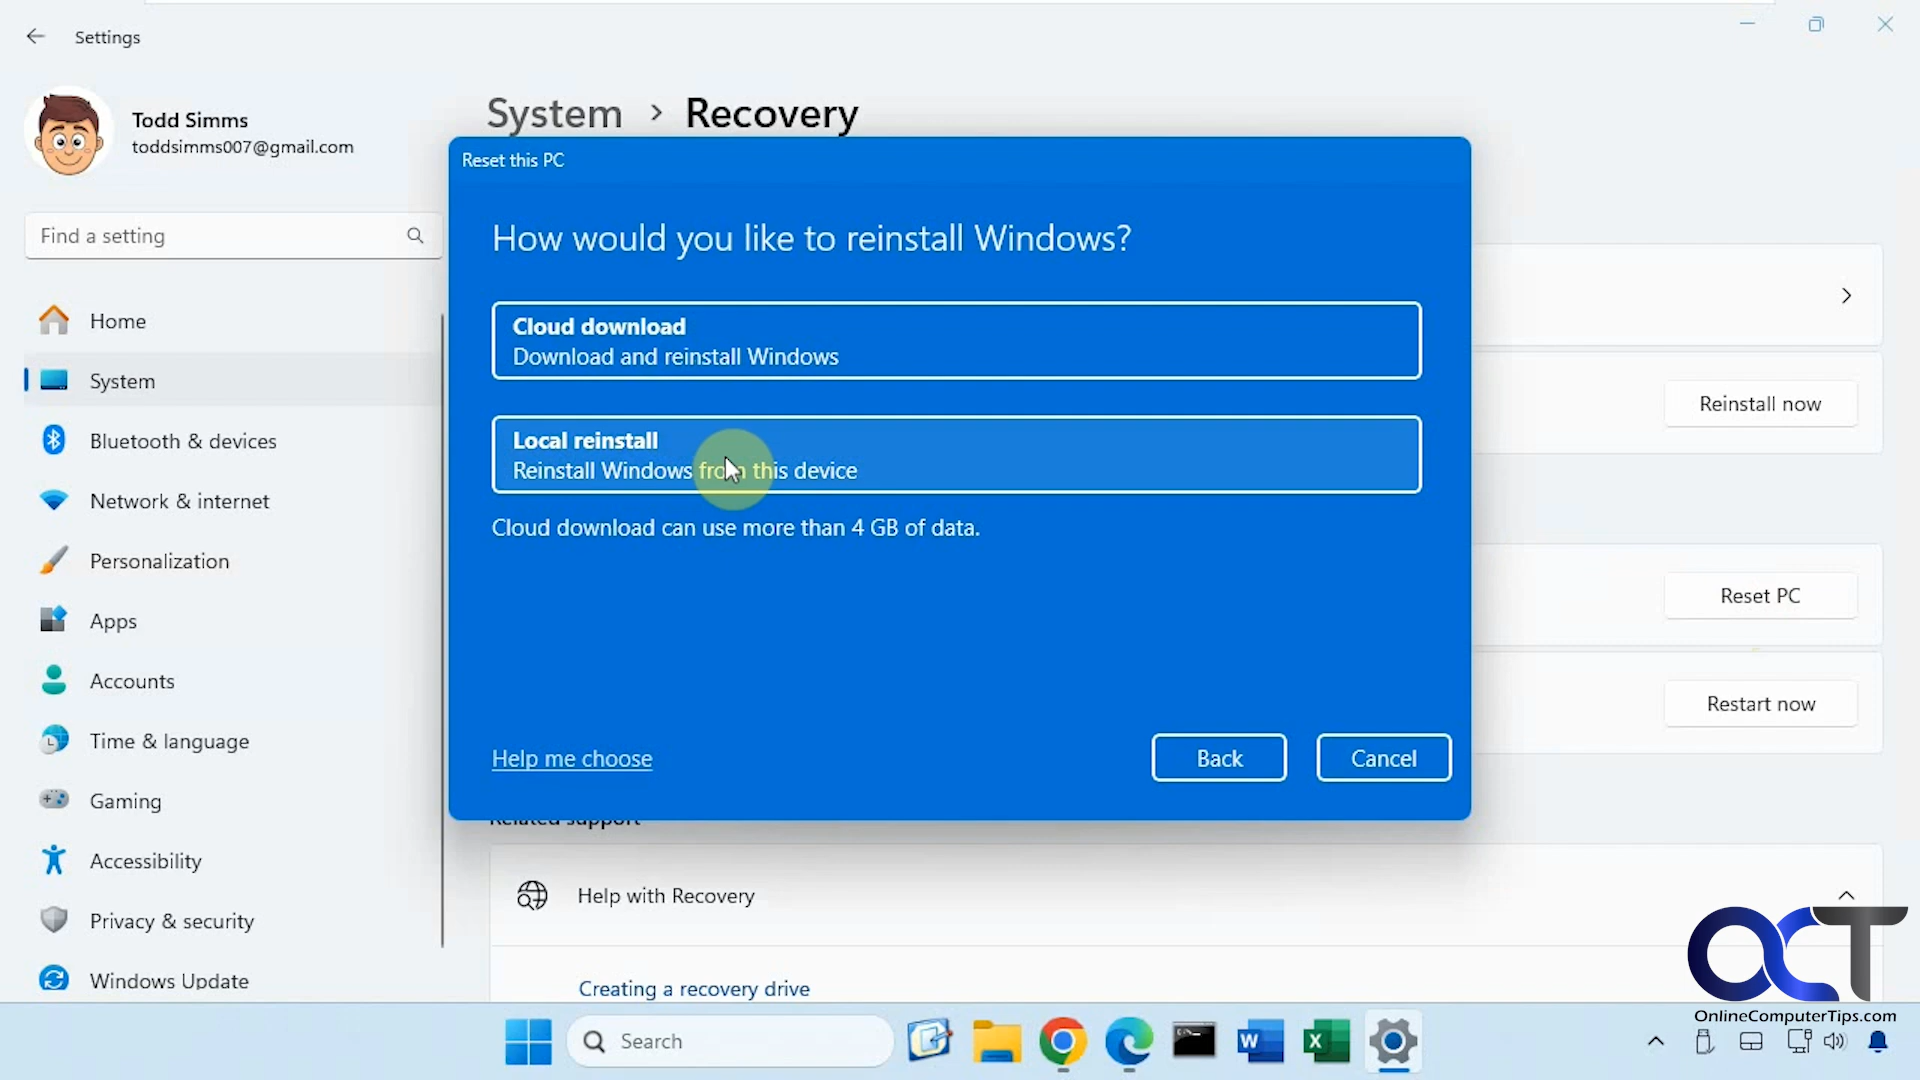 Settings
Todd Simms
toddsimms007@gmail.com
Find a setting
Home
System
Bluetooth & devices
Network & internet
Personalization
Apps
Accounts
Time & language
Gaming
Accessibility
Privacy & security
Windows Update
System > Recovery
Reset this PC
How would you like to reinstall Windows?
Cloud download
Download and reinstall Windows
Local reinstall
Reinstall Windows from this device
Cloud download can use more than 4 GB of data.
Help me choose
Back
Cancel
Reinstall now
Reset PC
Restart now
Related support
Help with Recovery
Creating a recovery drive
OCT
OnlineComputerTips.com
Search